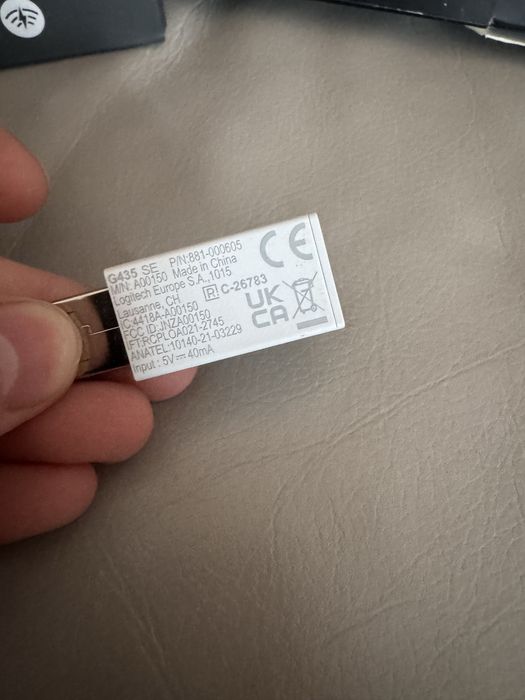 G435 SE P/N:881-000605
M/N: A00150 Made in China
Logitech Europe S.A.,1015
Lausanne, CH
R C-26783
IC:4418A-A00150
FCC ID:JNZA00150
IFT:RCPLOA021-2745
ANATEL:10140-21-03229
Input : 5V⎓40mA
CE
UK
CA